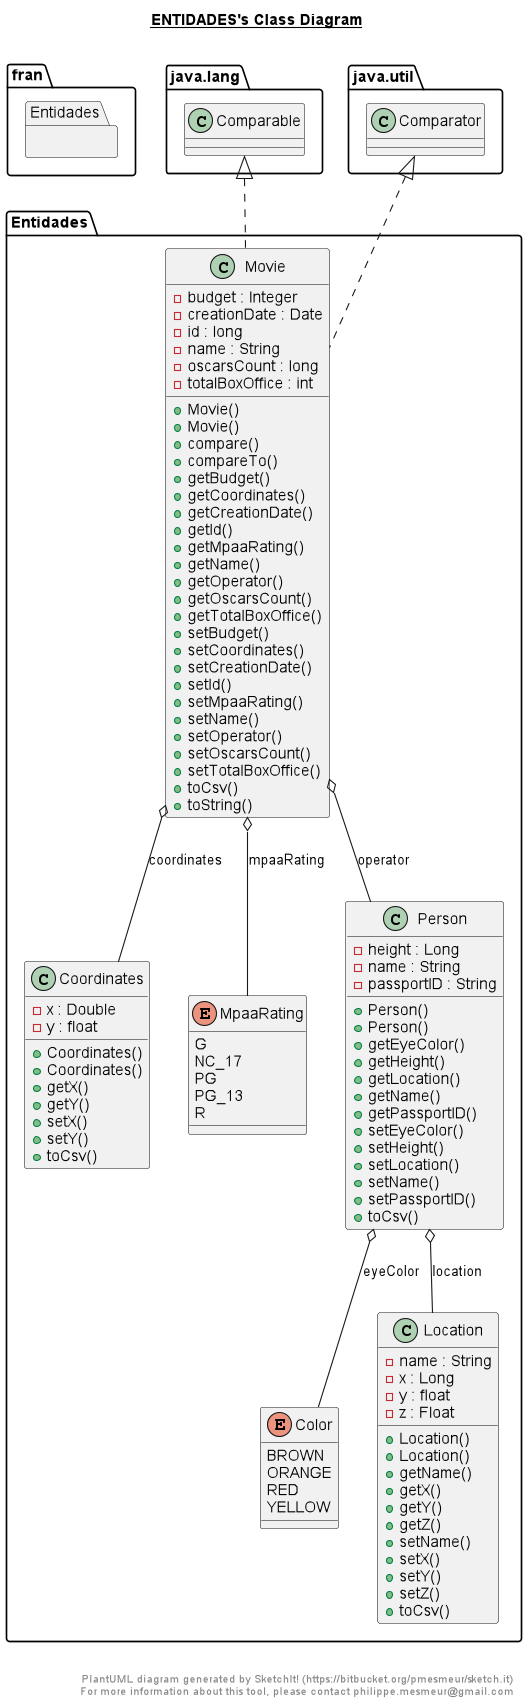 ENTIDADES's Class Diagram
fran
Entidades
java.lang
C Comparable
java.util
C Comparator
Entidades
C Movie
budget : Integer
creationDate : Date
id : long
name : String
oscarsCount : long
totalBoxOffice : int
Movie()
Movie()
compare()
compareTo()
getBudget()
getCoordinates()
getCreationDate()
getId()
getMpaaRating()
getName()
getOperator()
getOscarsCount()
getTotalBoxOffice()
setBudget()
setCoordinates()
setCreationDate()
setId()
setMpaaRating()
setName()
setOperator()
setOscarsCount()
setTotalBoxOffice()
toCsv()
toString()
coordinates
mpaaRating
operator
C Coordinates
x : Double
y : float
Coordinates()
Coordinates()
getX()
getY()
setX()
setY()
toCsv()
E MpaaRating
G
NC_17
PG
PG_13
R
C Person
height : Long
name : String
passportID : String
Person()
Person()
getEyeColor()
getHeight()
getLocation()
getName()
getPassportID()
setEyeColor()
setHeight()
setLocation()
setName()
setPassportID()
toCsv()
eyeColor
location
E Color
BROWN
ORANGE
RED
YELLOW
C Location
name : String
x : Long
y : float
z : Float
Location()
Location()
getName()
getX()
getY()
getZ()
setName()
setX()
setY()
setZ()
toCsv()
PlantUML diagram generated by SketchIt! (https://bitbucket.org/pmesmeur/sketch.it)
For more information about this tool, please contact philippe.mesmeur@gmail.com